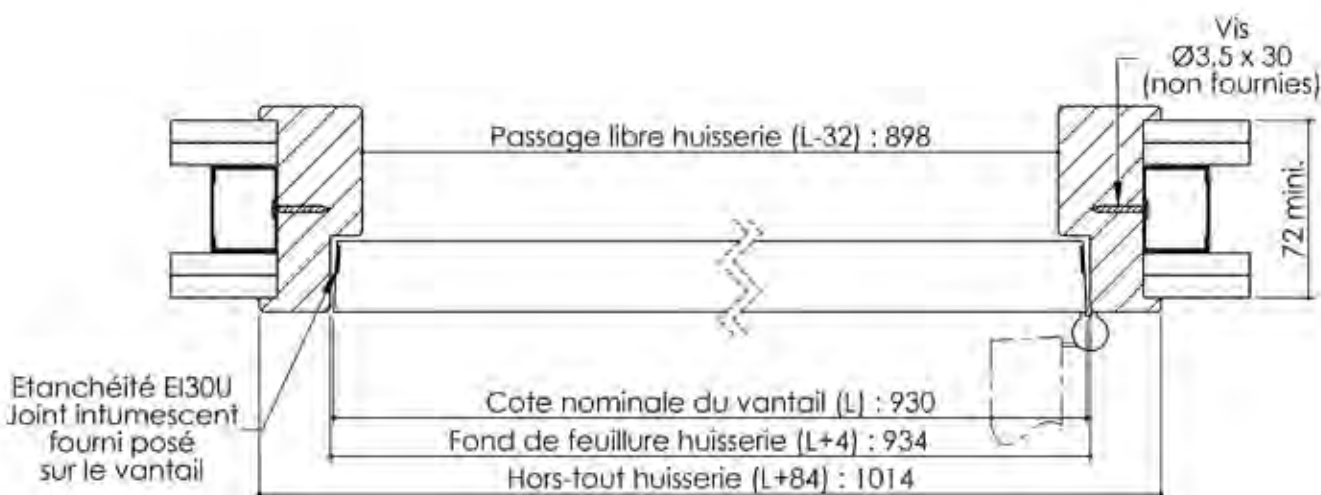 Vis
Ø3.5 x 30
(non fournies)
Passage libre huisserie (L-32) : 898
72 mini.
Etanchéité EI30U
Joint intumescent
fourni posé
sur le vantail
Cote nominale du vantail (L) : 930
Fond de feuillure huisserie (L+4) : 934
Hors-tout huisserie (L+84) : 1014